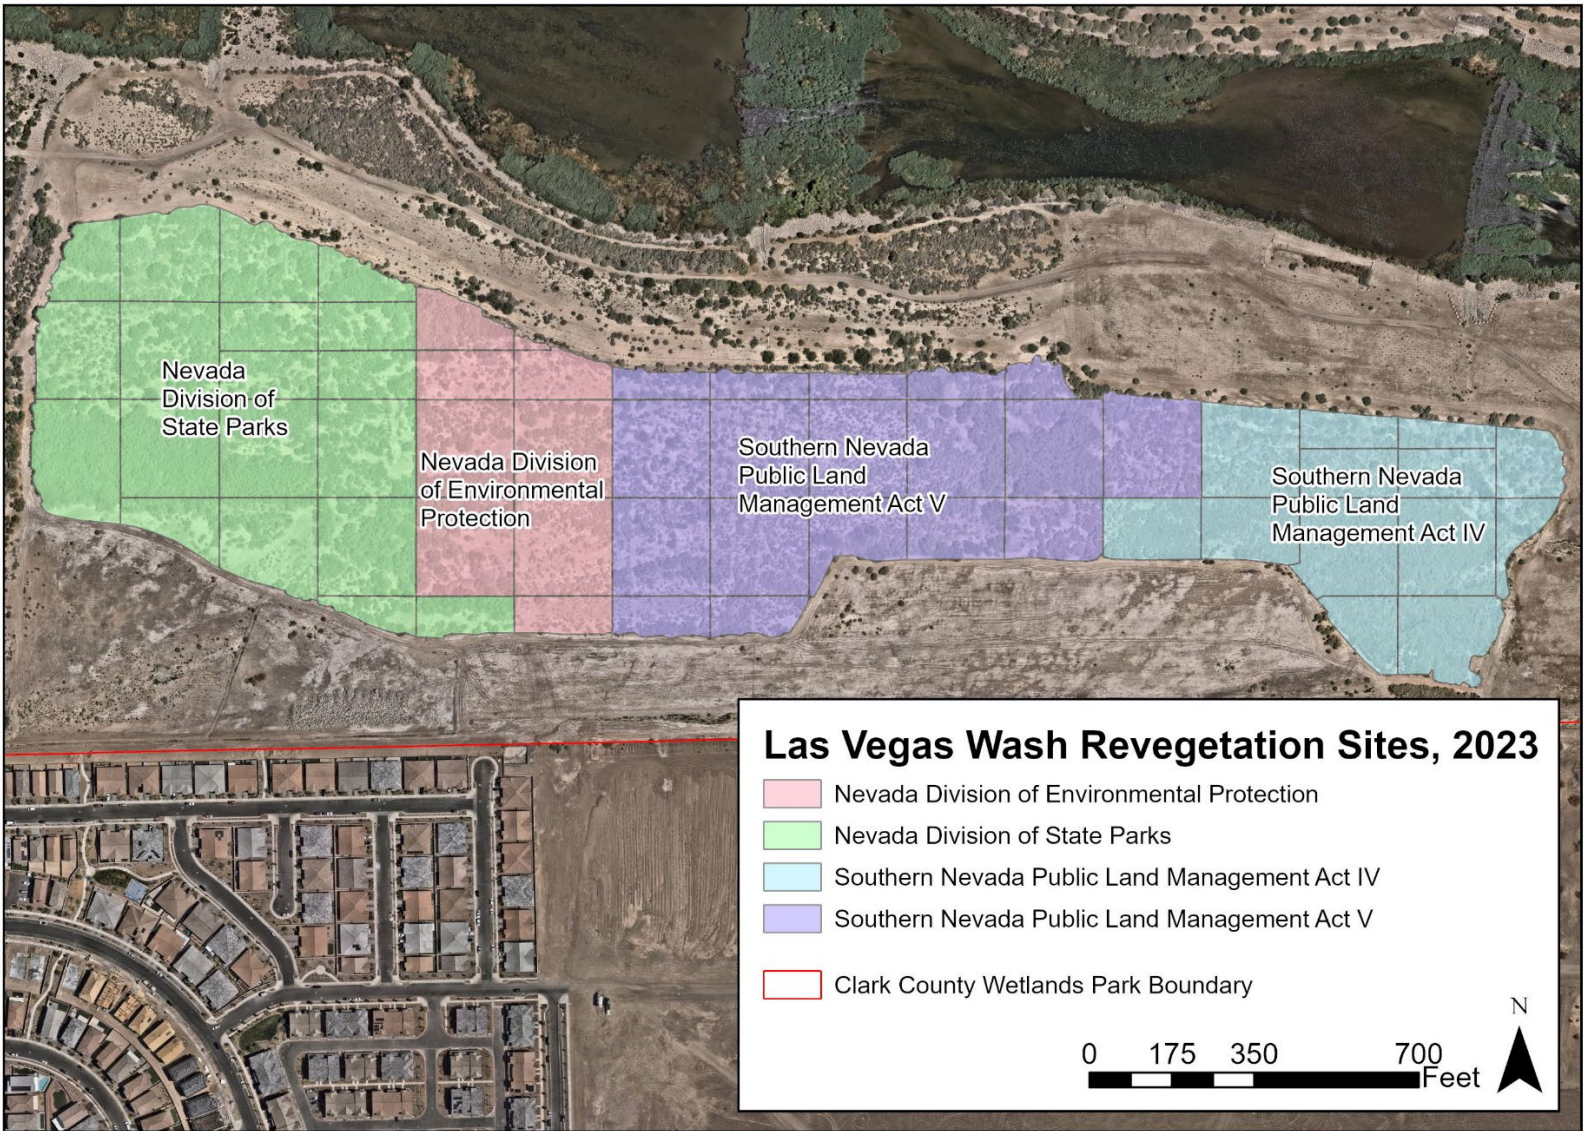 Nevada
Division of
State Parks
Nevada Division
of Environmental
Protection
Southern Nevada
Public Land
Management Act V
Southern Nevada
Public Land
Management Act IV
Las Vegas Wash Revegetation Sites, 2023
Nevada Division of Environmental Protection
Nevada Division of State Parks
Southern Nevada Public Land Management Act IV
Southern Nevada Public Land Management Act V
Clark County Wetlands Park Boundary
N
0 175 350 700
Feet